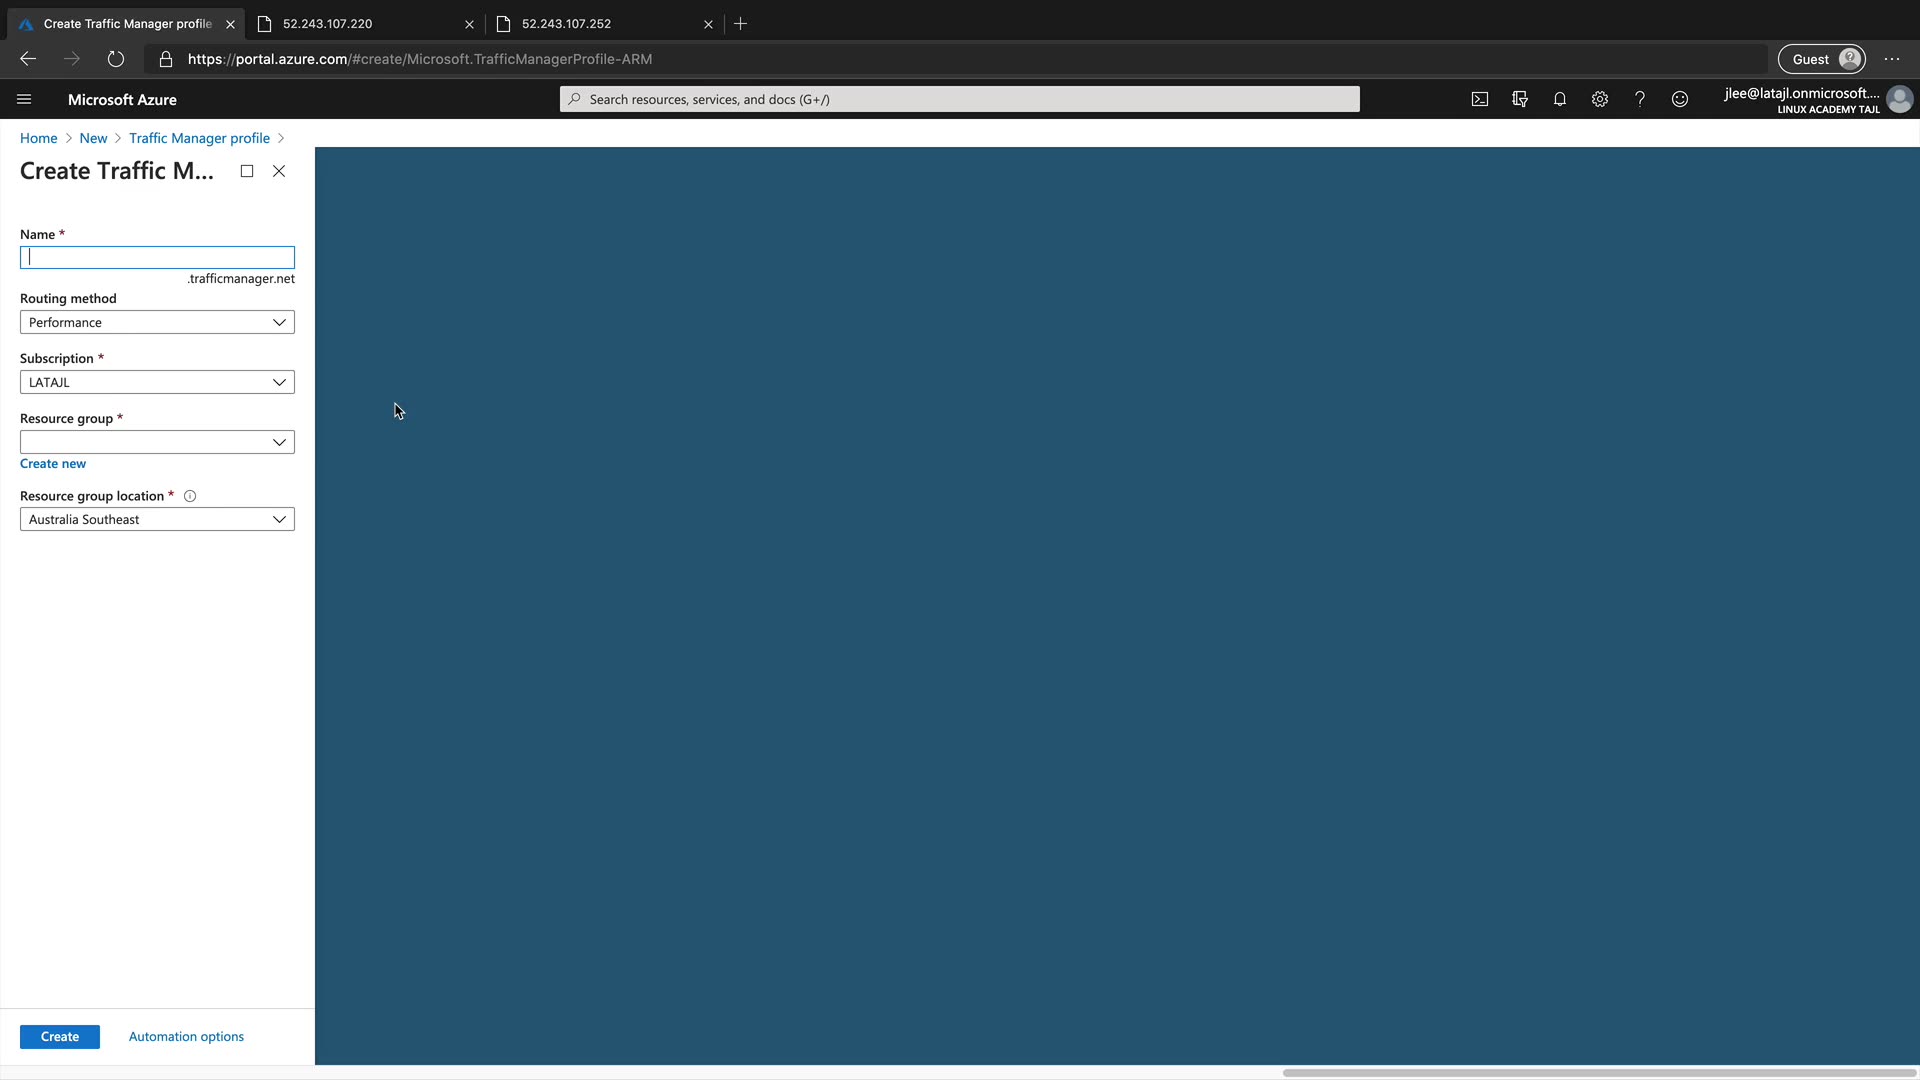 Create Traffic Manager profile
52.243.107.220
52.243.107.252
https://portal.azure.com/#create/Microsoft.TrafficManagerProfile-ARM
Guest
Microsoft Azure
Search resources, services, and docs (G+/)
jlee@latajl.onmicrosoft....
LINUX ACADEMY TAJL
Home > New > Traffic Manager profile >
Create Traffic M...
Name *
.trafficmanager.net
Routing method
Performance
Subscription *
LATAJL
Resource group *
Create new
Resource group location *
Australia Southeast
Create
Automation options